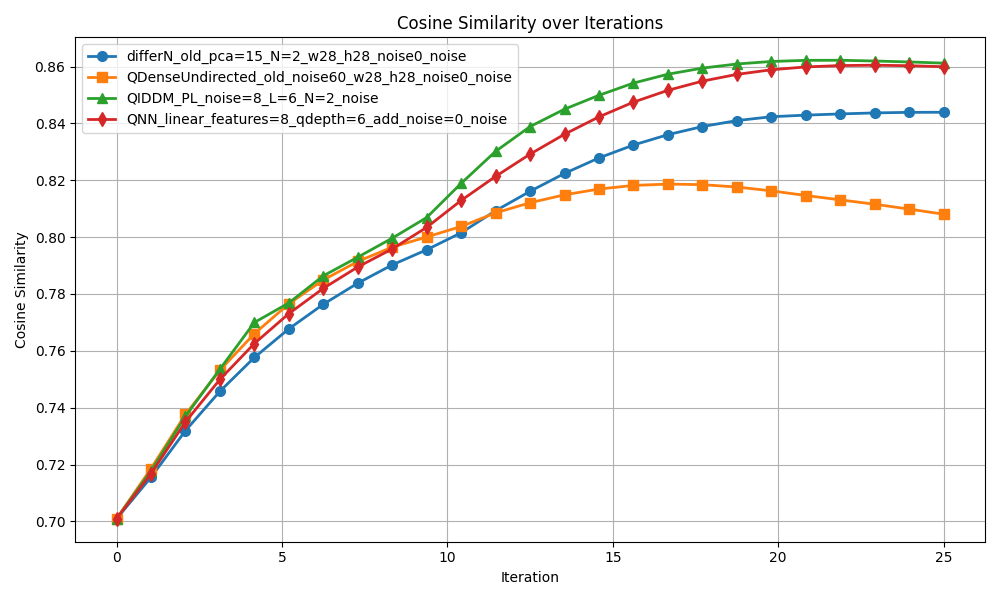 Cosine Similarity over Iterations
differN_old_pca=15_N=2_w28_h28_noise0_noise
QDenseUndirected_old_noise60_w28_h28_noise0_noise
QIDDM_PL_noise=8_L=6_N=2_noise
QNN_linear_features=8_qdepth=6_add_noise=0_noise
Cosine Similarity
0.86
0.84
0.82
0.80
0.78
0.76
0.74
0.72
0.70
0 5 10 15 20 25
Iteration